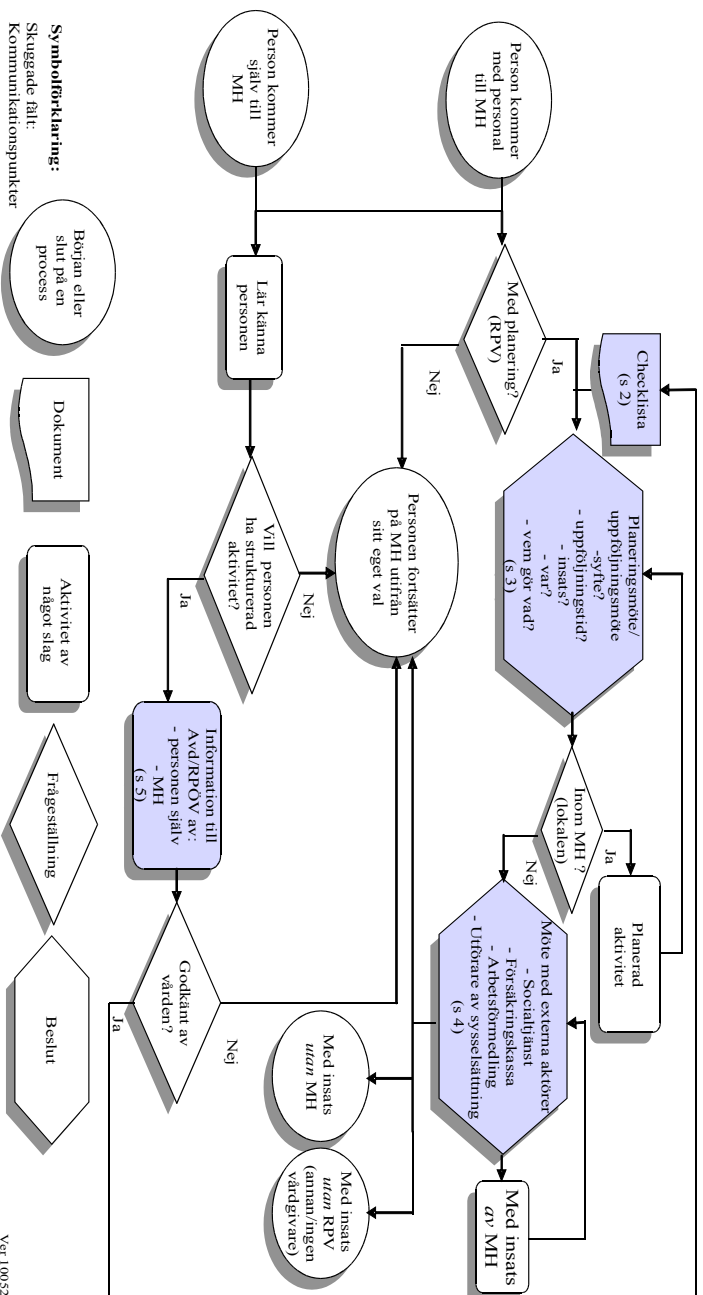 Person kommer
med personal
till MH
Person kommer
själv till
MH
Med planering?
(RPV)
Ja
Nej
Checklista
(s 2)
Planeringsmöte/
uppföljningsmöte
-syfte?
- uppföljningstid?
- insats?
- var?
- vem gör vad?
(s 3)
Inom MH ?
(lokalen)
Ja
Nej
Planerad
aktivitet
Möte med externa aktörer
- Socialtjänst
- Försäkringskassa
- Arbetsförmedling
- Utförare av sysselsättning
(s 4)
Med insats
av MH
Lär känna
personen
Personen fortsätter
på MH utifrån
sitt eget val
Vill personen
ha strukturerad
aktivitet?
Nej
Ja
Information till
Avd/RPÖV av:
- personen själv
- MH
(s 5)
Godkänt av
vården?
Nej
Ja
Med insats
utan MH
Med insats
utan RPV
(annan/ingen
vårdgivare)
Symbolförklaring:
Skuggade fält:
Kommunikationspunkter
Början eller
slut på en
process
Dokument
Aktivitet av
något slag
Frågeställning
Beslut
Ver 10052